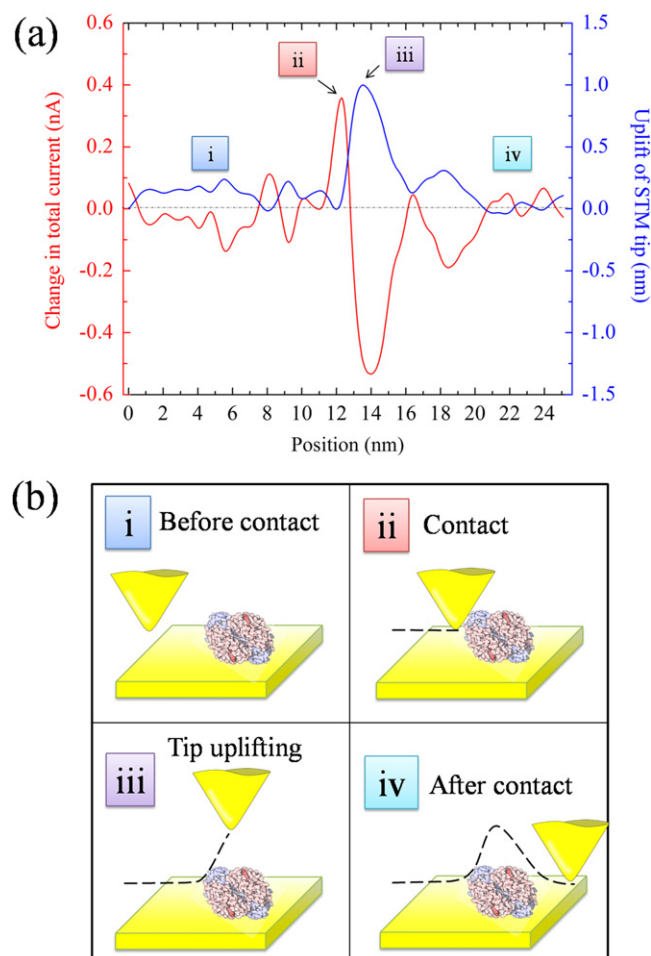 (a)
0.6
0.4
0.2
0.0
-0.2
-0.4
-0.6
Change in total current (nA)
i
ii
iii
iv
1.5
1.0
0.5
0.0
-0.5
-1.0
-1.5
Uplift of STM tip (nm)
0 2 4 6 8 10 12 14 16 18 20 22 24
Position (nm)
(b)
i Before contact
ii Contact
iii Tip uplifting
iv After contact